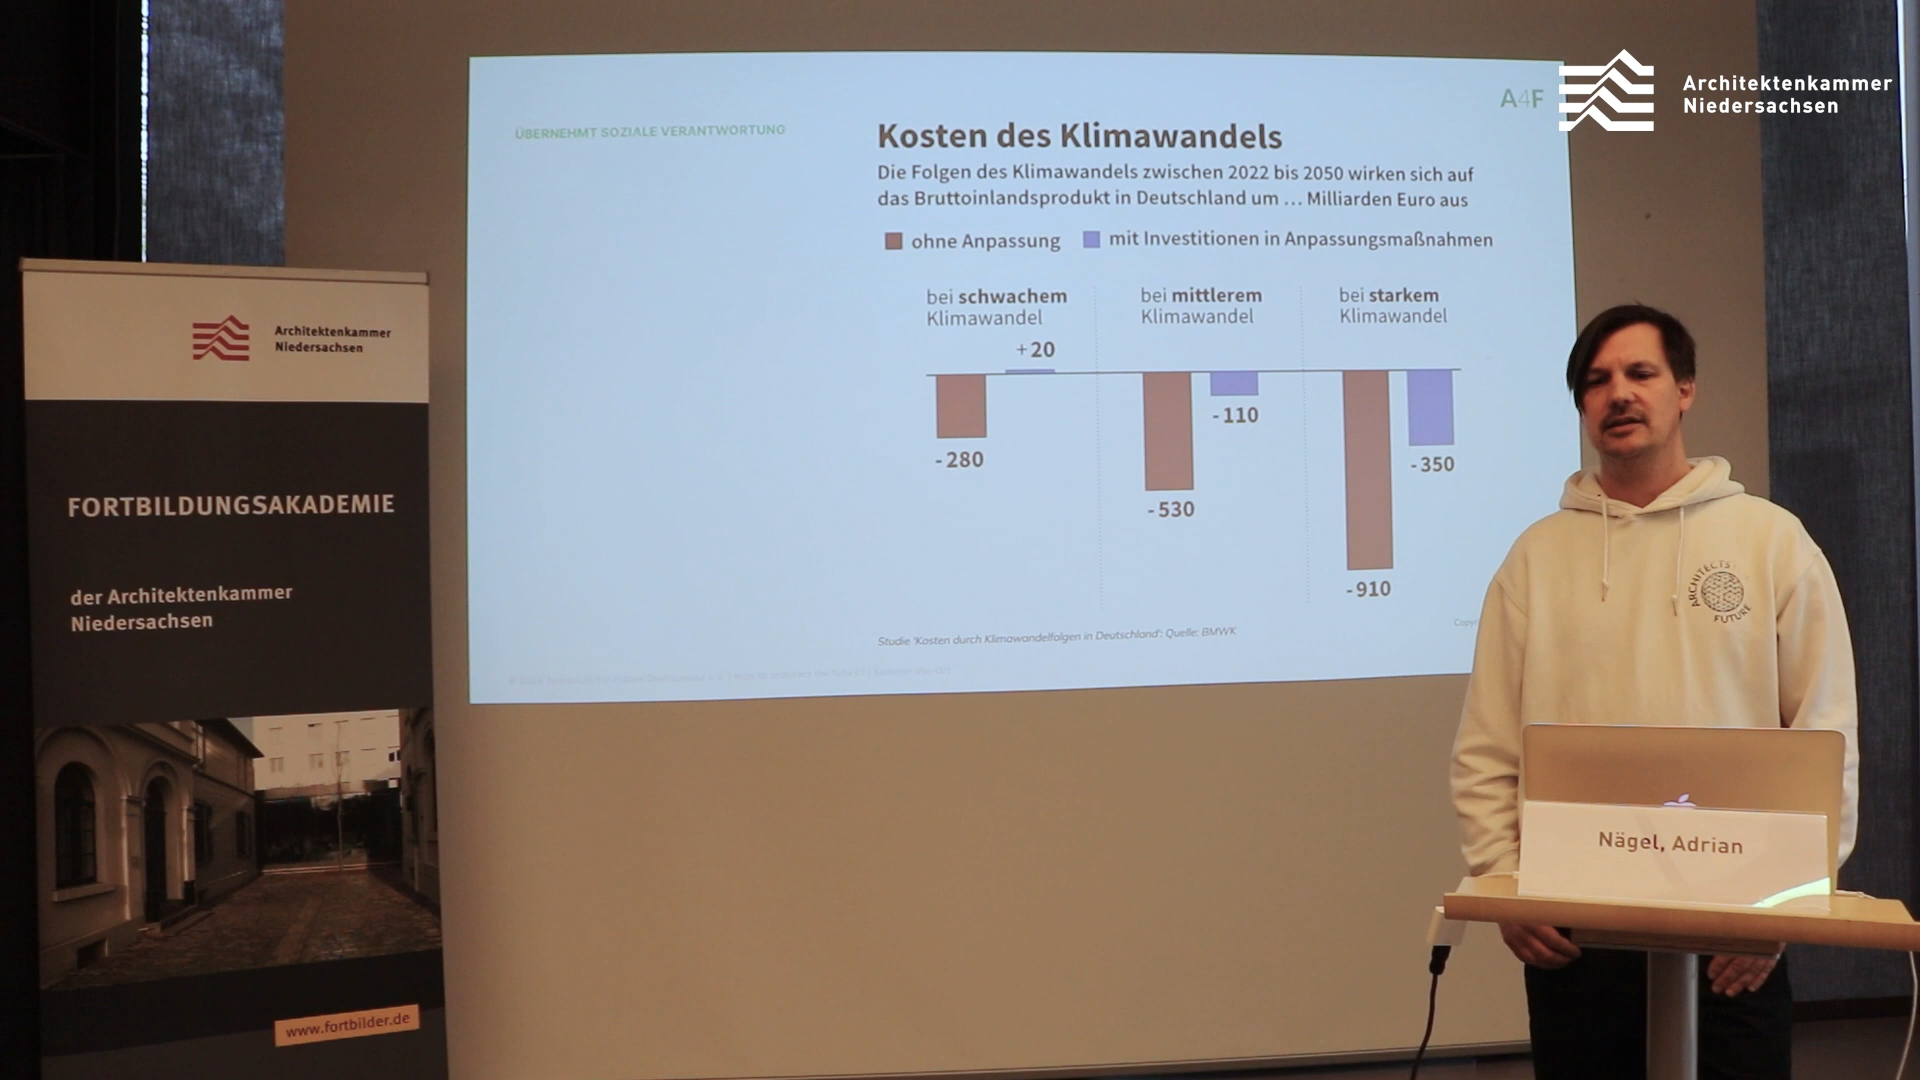 Architektenkammer
Niedersachsen
A4F
ÜBERNEHMT SOZIALE VERANTWORTUNG
Kosten des Klimawandels
Die Folgen des Klimawandels zwischen 2022 bis 2050 wirken sich auf
das Bruttoinlandsprodukt in Deutschland um ... Milliarden Euro aus
ohne Anpassung
mit Investitionen in Anpassungsmaßnahmen
bei schwachem
Klimawandel
bei mittlerem
Klimawandel
bei starkem
Klimawandel
+20
-280
-110
-530
-350
-910
Studie 'Kosten durch Klimawandelfolgen in Deutschland': Quelle: BMWK
Architektenkammer
Niedersachsen
FORTBILDUNGSAKADEMIE
der Architektenkammer
Niedersachsen
www.fortbilder.de
ARCHITECTS
FUTURE
Nägel, Adrian